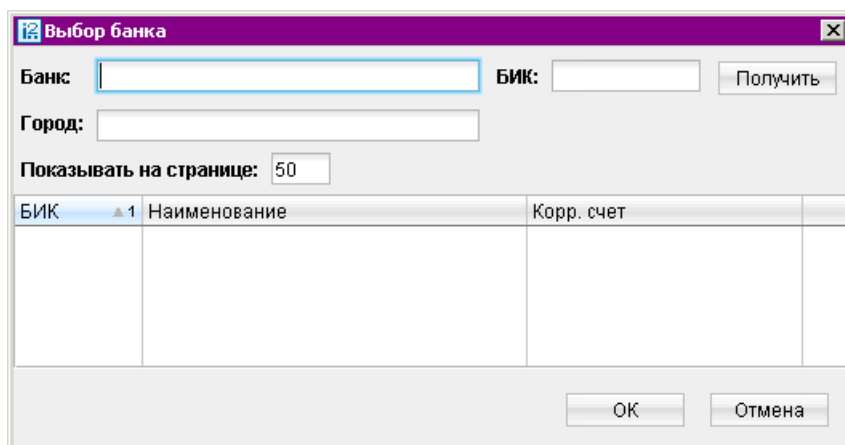 Выбор банка
Банк: БИК: Получить
Город:
Показывать на странице: 50
БИК 1 Наименование Корр. счет
ОК Отмена